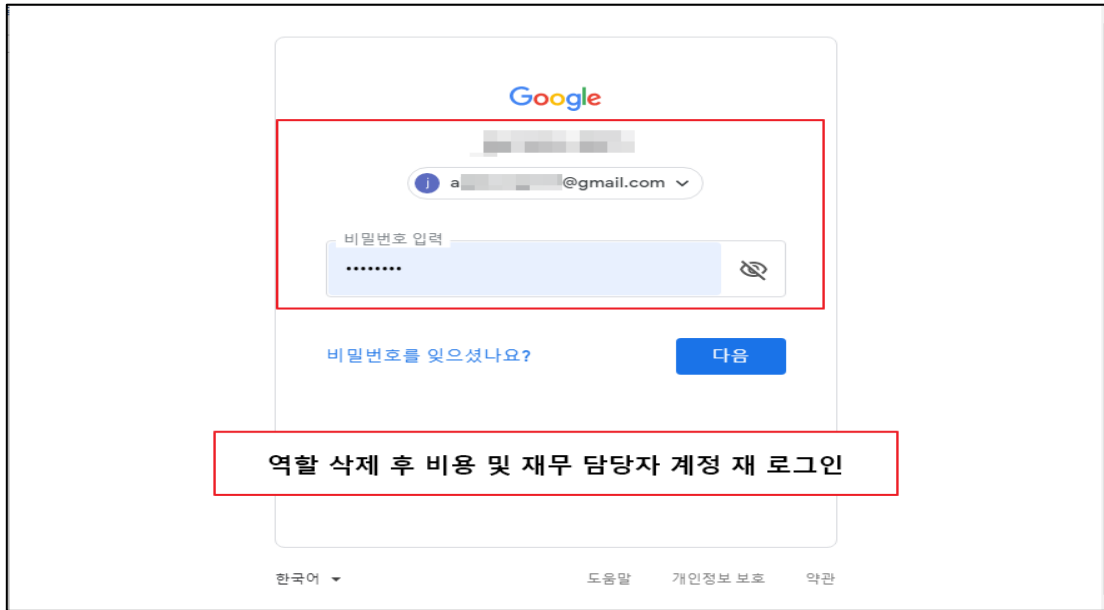 Google
j a @gmail.com
비밀번호 입력
••••••••
비밀번호를 잊으셨나요?
다음
역할 삭제 후 비용 및 재무 담당자 계정 재 로그인
한국어 도움말 개인정보 보호 약관